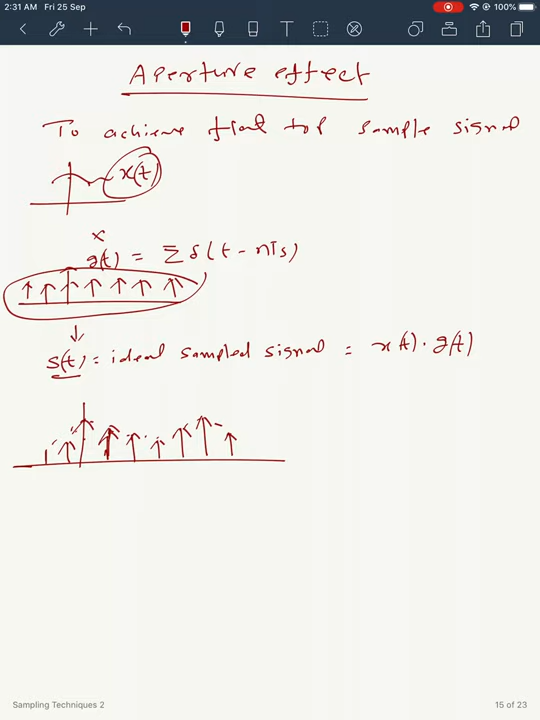 2:31 AM Fri 25 Sep
100%
T
Aperture effect
To achieve flat top sample signal
x(t)
x
g(t) = Σ δ(t - nTs)
s(t) = ideal sampled signal = x(t) · g(t)
Sampling Techniques 2
15 of 23